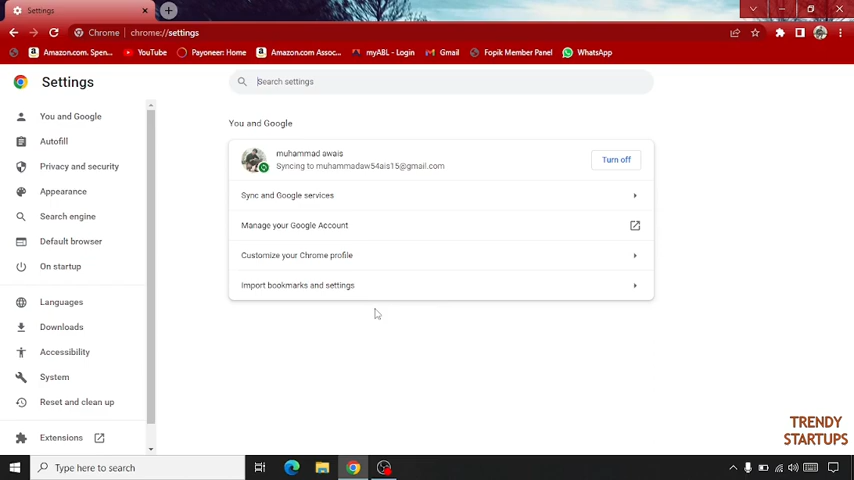 Settings
Chrome
chrome://settings
Amazon.com. Spen...
YouTube
Payoneer: Home
Amazon.com Assoc...
myABL - Login
Gmail
Fopik Member Panel
WhatsApp
Settings
Search settings
You and Google
Autofill
Privacy and security
Appearance
Search engine
Default browser
On startup
Languages
Downloads
Accessibility
System
Reset and clean up
Extensions
You and Google
muhammad awais
Syncing to muhammadaw54ais15@gmail.com
Turn off
Sync and Google services
Manage your Google Account
Customize your Chrome profile
Import bookmarks and settings
TRENDY
STARTUPS
Type here to search